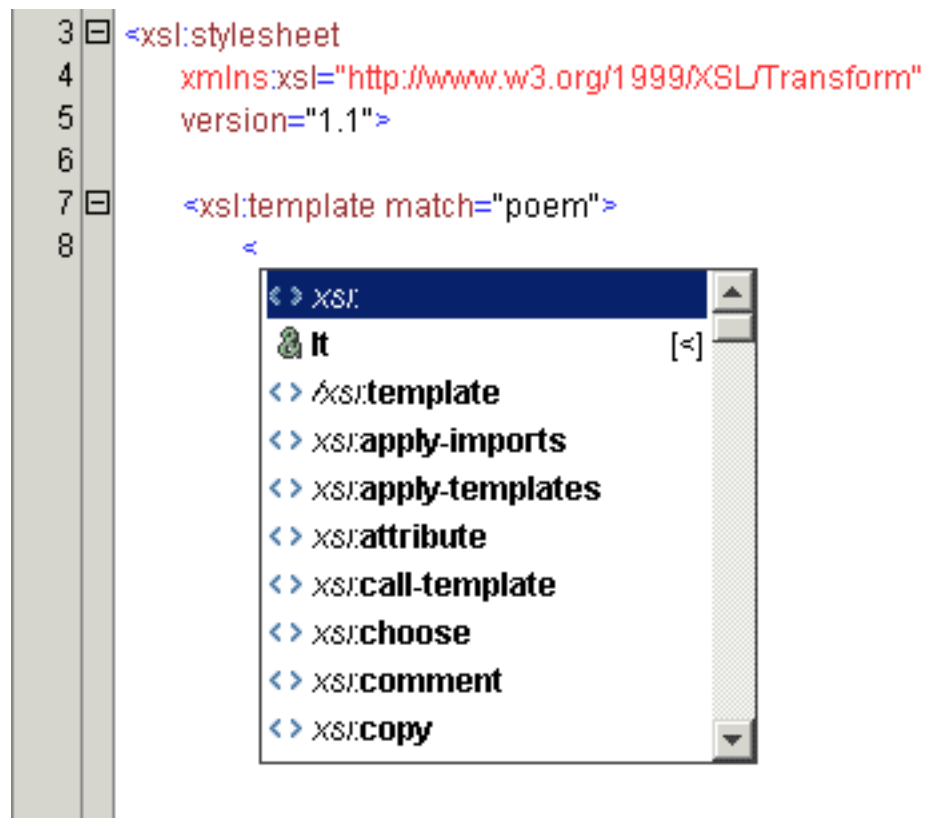 3 <xsl:stylesheet
4 xmlns:xsl="http://www.w3.org/1999/XSL/Transform"
5 version="1.1">
6
7 <xsl:template match="poem">
8 <
<> xsl:
& lt [<]
<> /xsl:template
<> xsl:apply-imports
<> xsl:apply-templates
<> xsl:attribute
<> xsl:call-template
<> xsl:choose
<> xsl:comment
<> xsl:copy